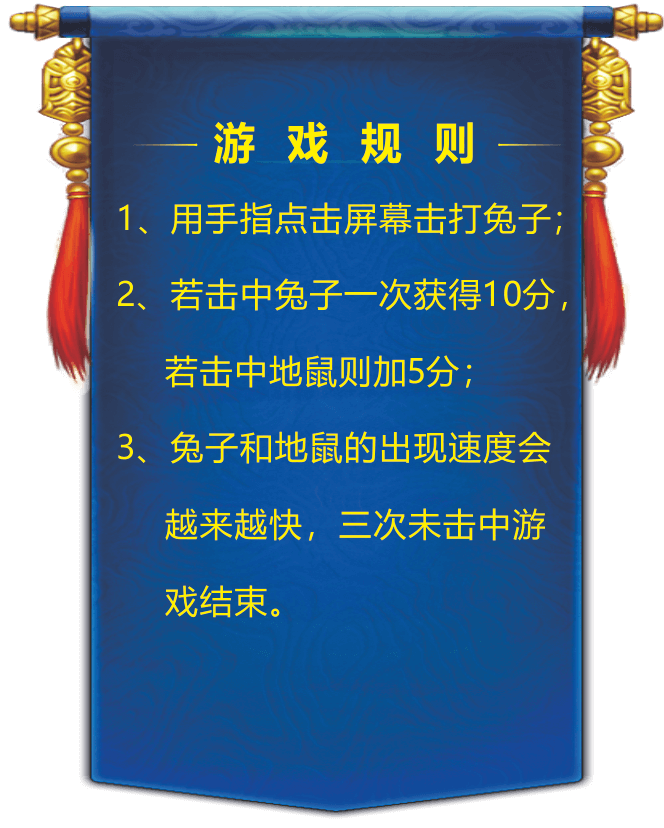 游戏规则
1、用手指点击屏幕击打兔子；
2、若击中兔子一次获得10分，
若击中地鼠则加5分；
3、兔子和地鼠的出现速度会
越来越快，三次未击中游
戏结束。